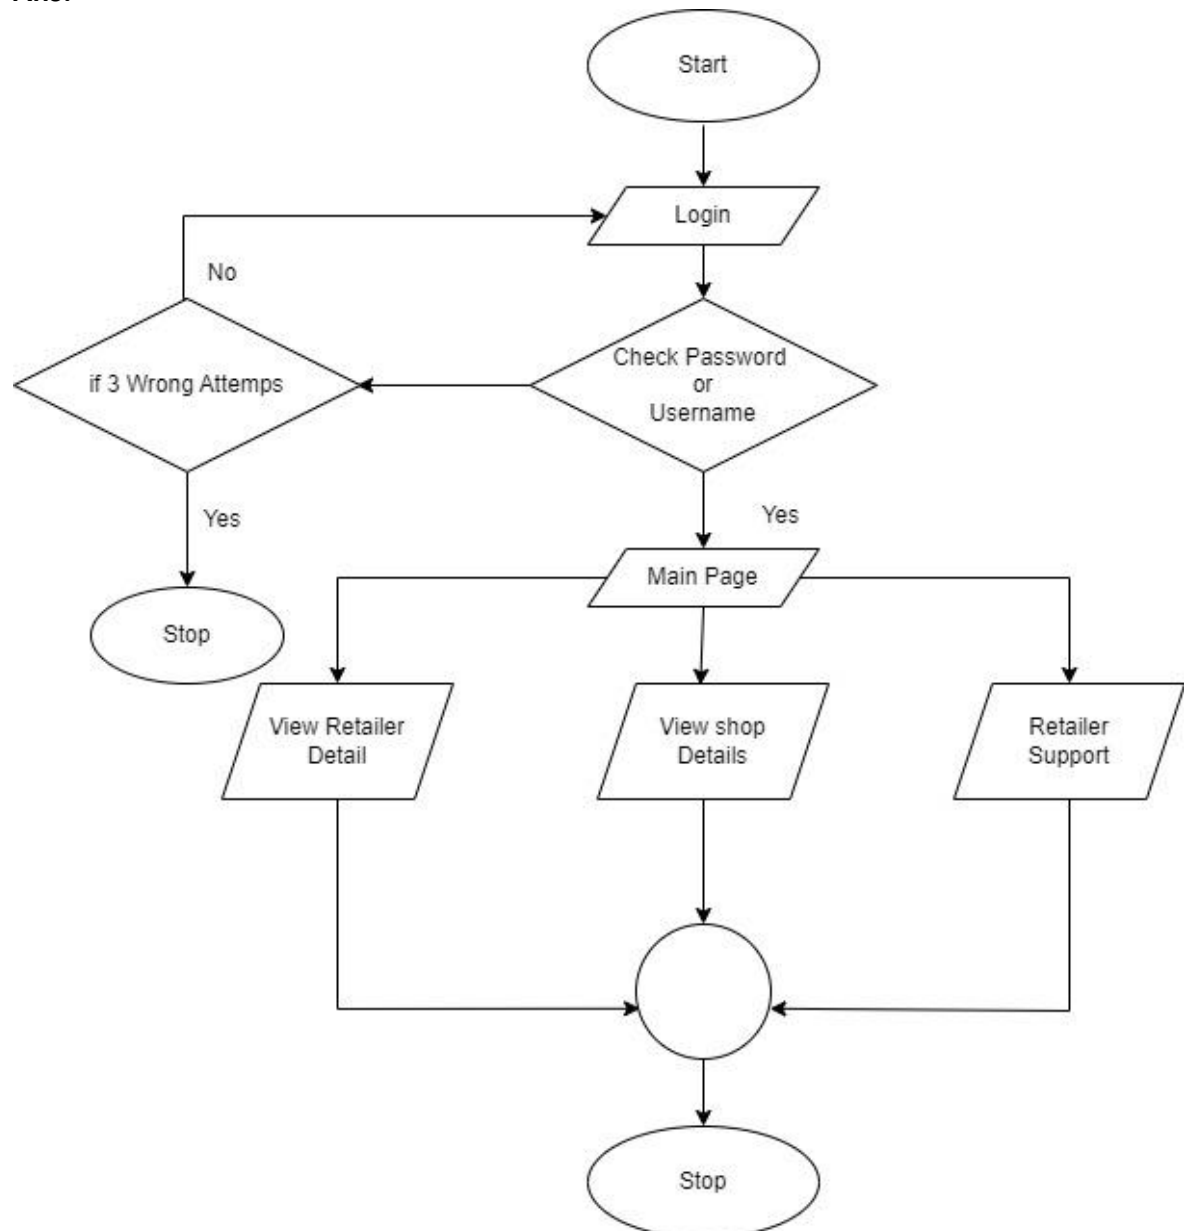 Start
Login
No
Check Password
or
Username
if 3 Wrong Attemps
Yes
Yes
Main Page
Stop
View Retailer
Detail
View shop
Details
Retailer
Support
Stop